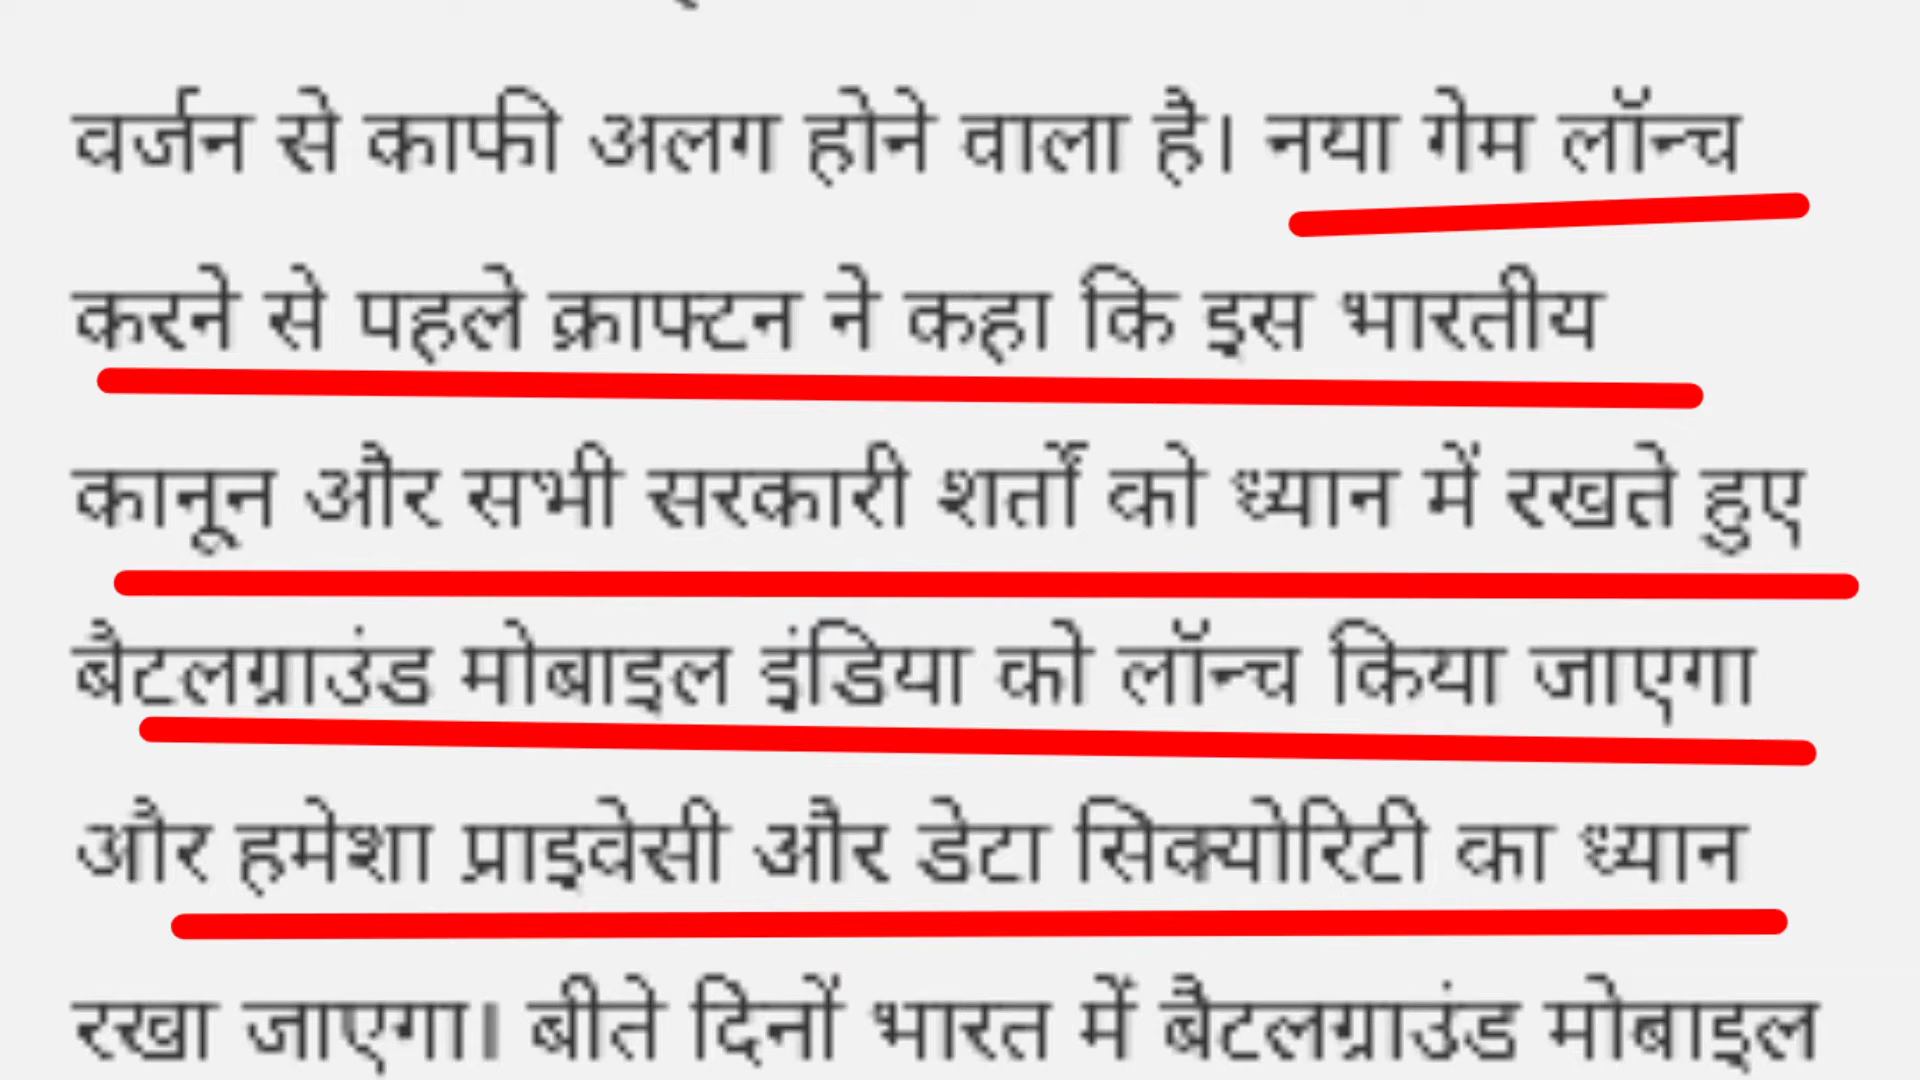 वर्जन से काफी अलग होने वाला है। नया गेम लॉन्च
करने से पहले क्राफ्टन ने कहा कि इस भारतीय
कानून और सभी सरकारी शर्तों को ध्यान में रखते हुए
बैटलग्राउंड मोबाइल इंडिया को लॉन्च किया जाएगा
और हमेशा प्राइवेसी और डेटा सिक्योरिटी का ध्यान
रखा जाएगा। बीते दिनों भारत में बैटलग्राउंड मोबाइल